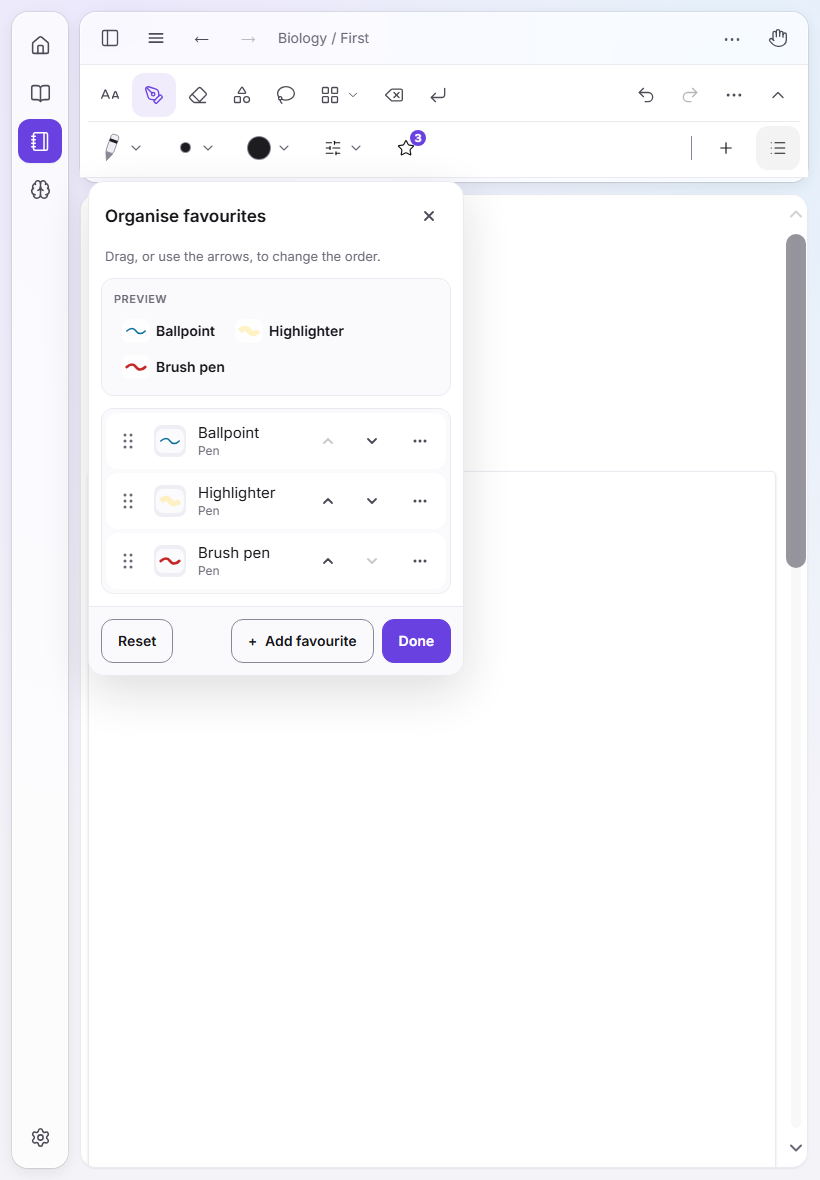 Biology / First
AA
3
Organise favourites
Drag, or use the arrows, to change the order.
PREVIEW
Ballpoint Highlighter
Brush pen
Ballpoint
Pen
Highlighter
Pen
Brush pen
Pen
Reset + Add favourite Done